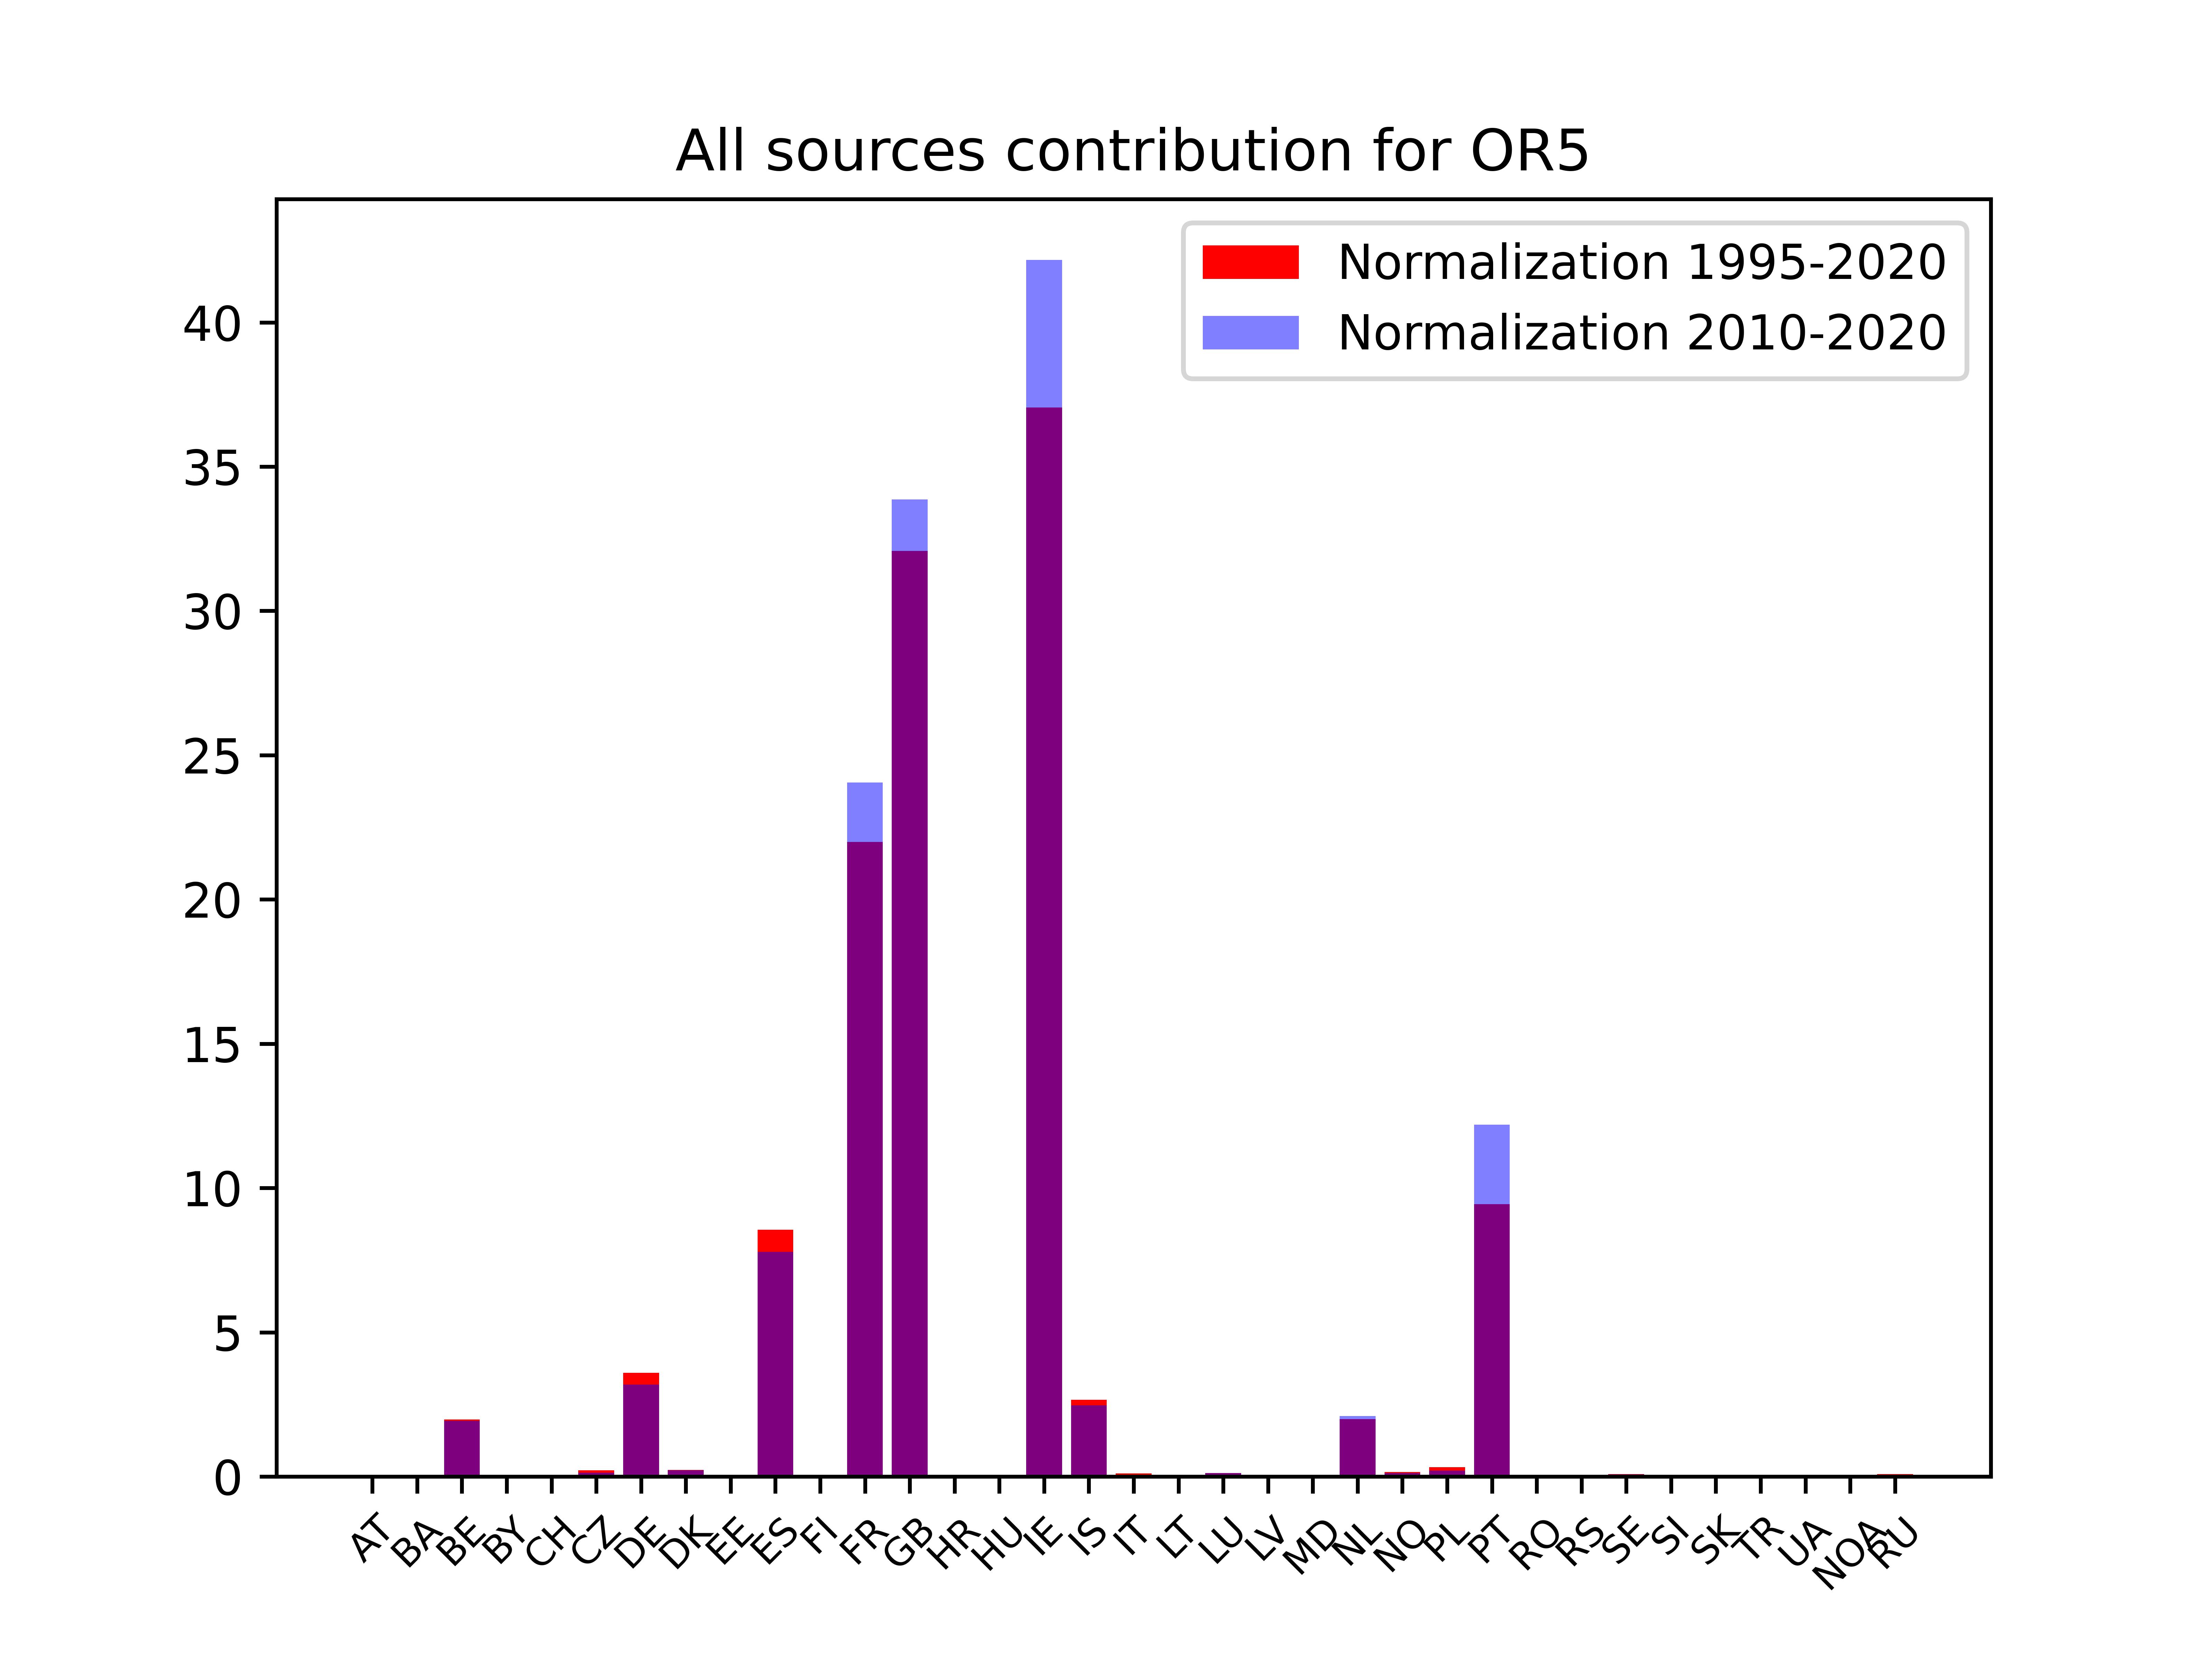 All sources contribution for OR5
Normalization 1995-2020
Normalization 2010-2020
40
35
30
25
20
15
10
5
0
AT BA BE BY CH CZ DE DK EE ES FI FR GB HR HU IE IS IT LT LU LV MD NL NO PL PT RO RS SE SI SK TR UA NOA RU